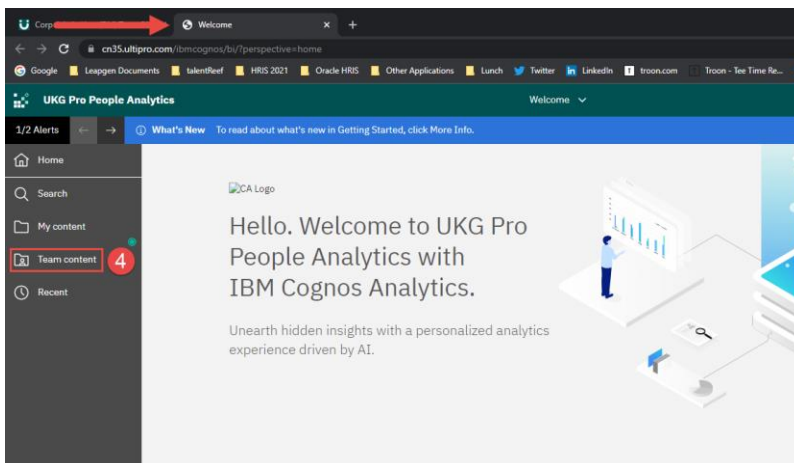 Corp
Welcome
cn35.ultipro.com/ibmcognos/bi/?perspective=home
Google Leapgen Documents talentReef HRIS 2021 Oracle HRIS Other Applications Lunch Twitter LinkedIn troon.com Troon - Tee Time Re...
UKG Pro People Analytics
Welcome
1/2 Alerts What's New To read about what's new in Getting Started, click More Info.
Home
Search
My content
Team content 4
Recent
CA Logo
Hello. Welcome to UKG Pro
People Analytics with
IBM Cognos Analytics.
Unearth hidden insights with a personalized analytics
experience driven by AI.